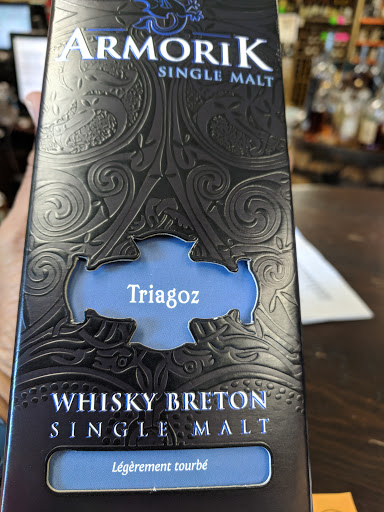 ARMORIK
SINGLE MALT
Triagoz
WHISKY BRETON
SINGLE MALT
Légèrement tourbé